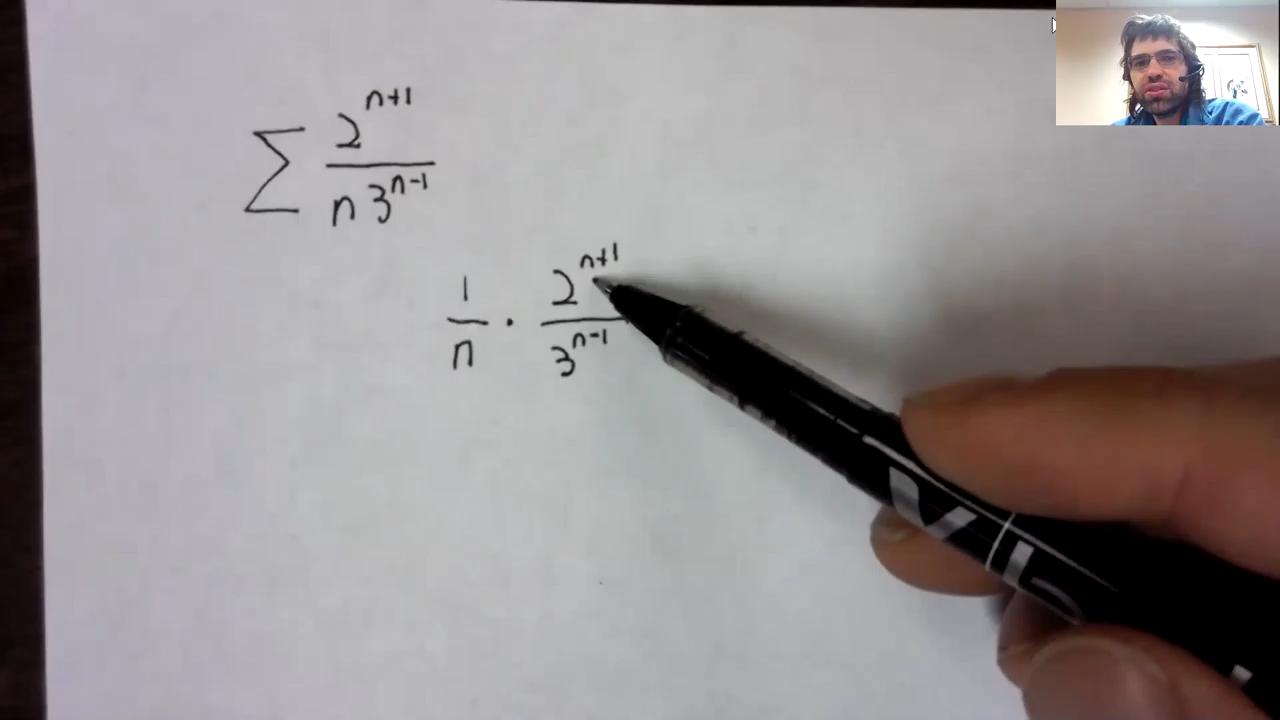 ∑ 2^{n+1} / n 3^{n-1}
1/n · 2^{n+1} / 3^{n-1}